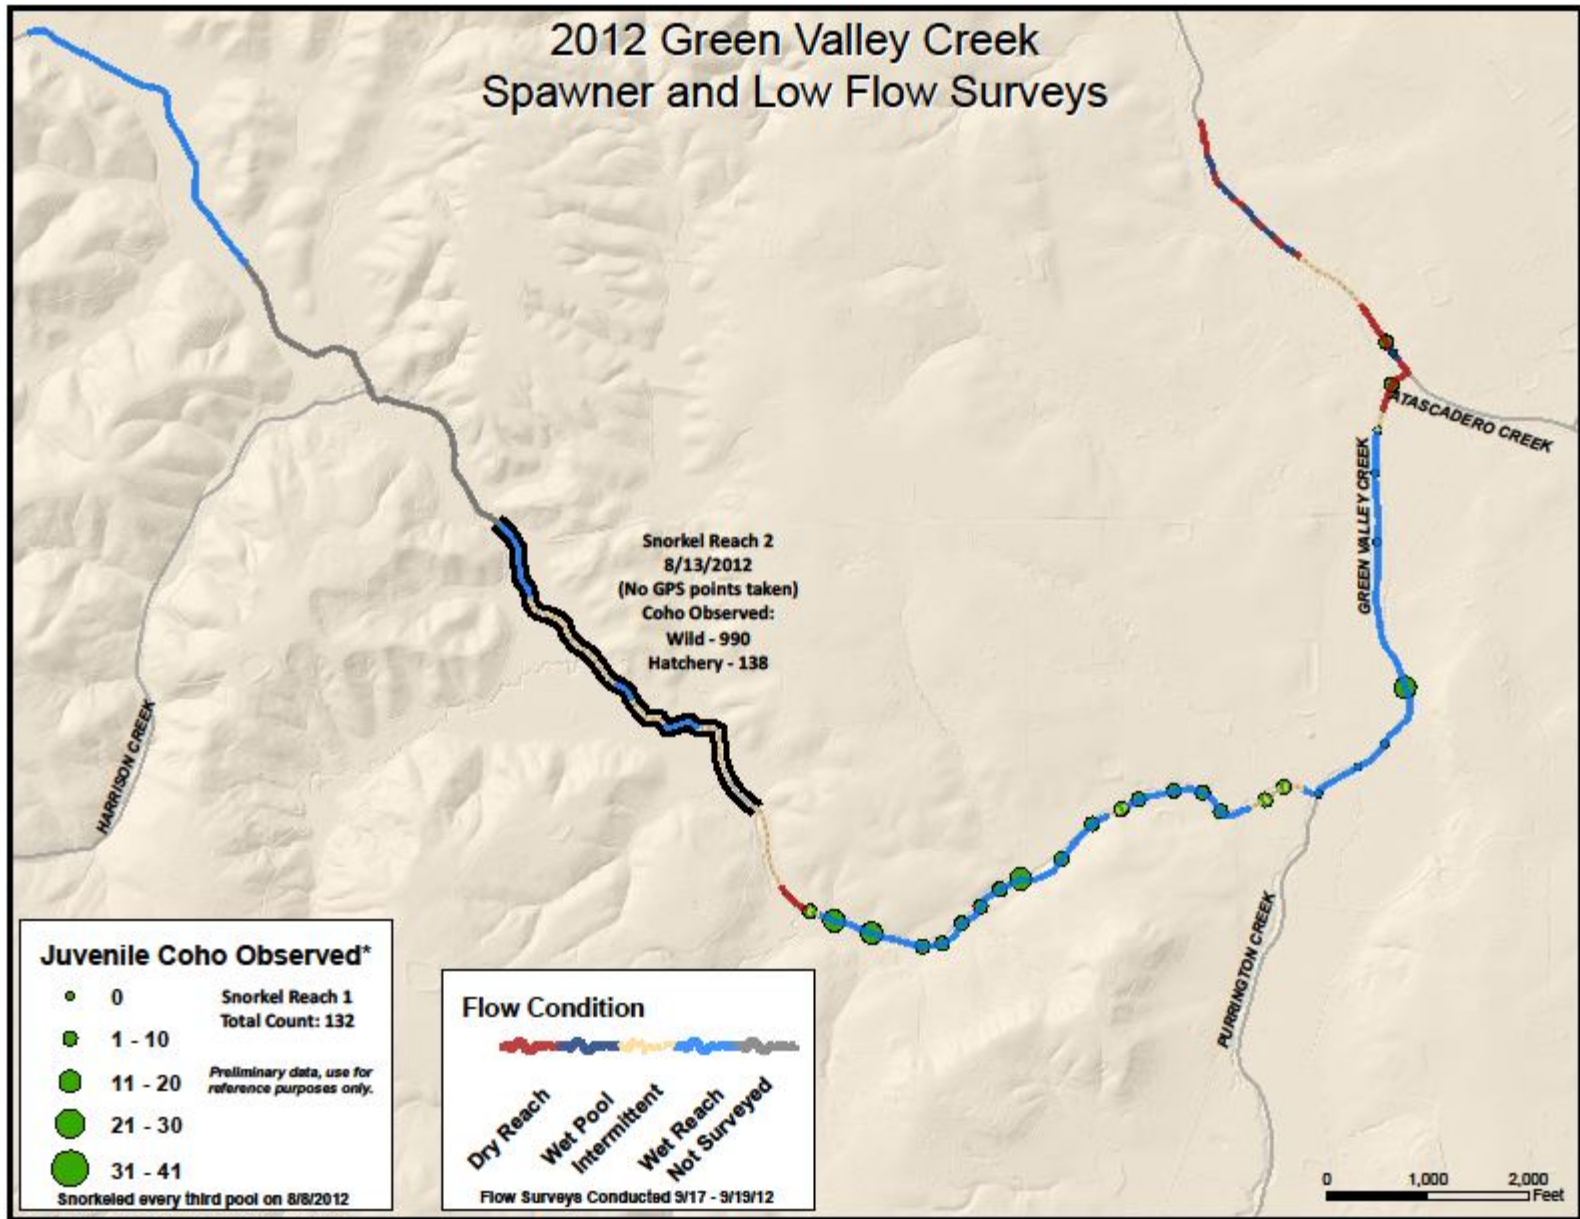 2012 Green Valley Creek
Spawner and Low Flow Surveys
ATASCADERO CREEK
GREEN VALLEY CREEK
Snorkel Reach 2
8/13/2012
(No GPS points taken)
Coho Observed:
Wild - 990
Hatchery - 138
HARRISON CREEK
PURRINGTON CREEK
Juvenile Coho Observed*
0
1 - 10
11 - 20
21 - 30
31 - 41
Snorkel Reach 1
Total Count: 132
Preliminary data, use for
reference purposes only.
Snorkeled every third pool on 8/8/2012
Flow Condition
Dry Reach
Wet Pool
Intermittent
Wet Reach
Not Surveyed
Flow Surveys Conducted 9/17 - 9/19/12
0 1,000 2,000
Feet